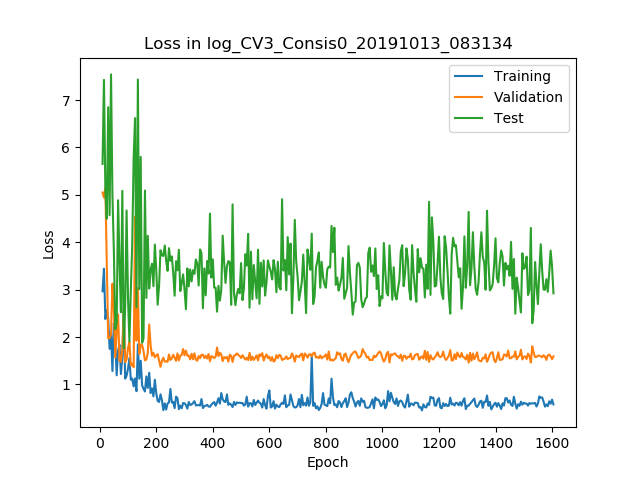 Loss in log_CV3_Consis0_20191013_083134
Training
Validation
Test
7
6
5
4
3
2
1
Loss
0 200 400 600 800 1000 1200 1400 1600
Epoch